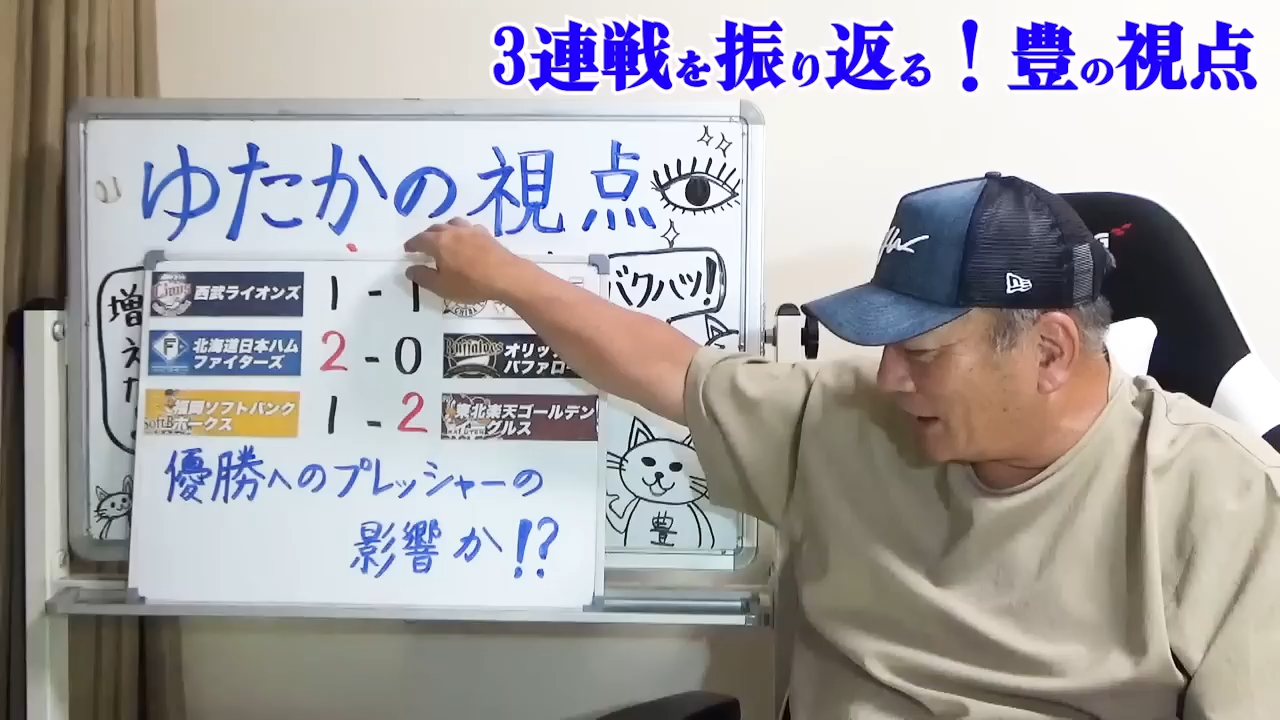 3連戦を振り返る！豊の視点
ゆたかの視点
バクハツ!
増えた
西武ライオンズ 1 - 1
北海道日本ハム
ファイターズ 2 - 0 オリッ
バファロー
福岡ソフトバンク
ホークス 1 - 2 東北楽天ゴールデン
イーグルス
優勝へのプレッシャーの
影響か!?
豊